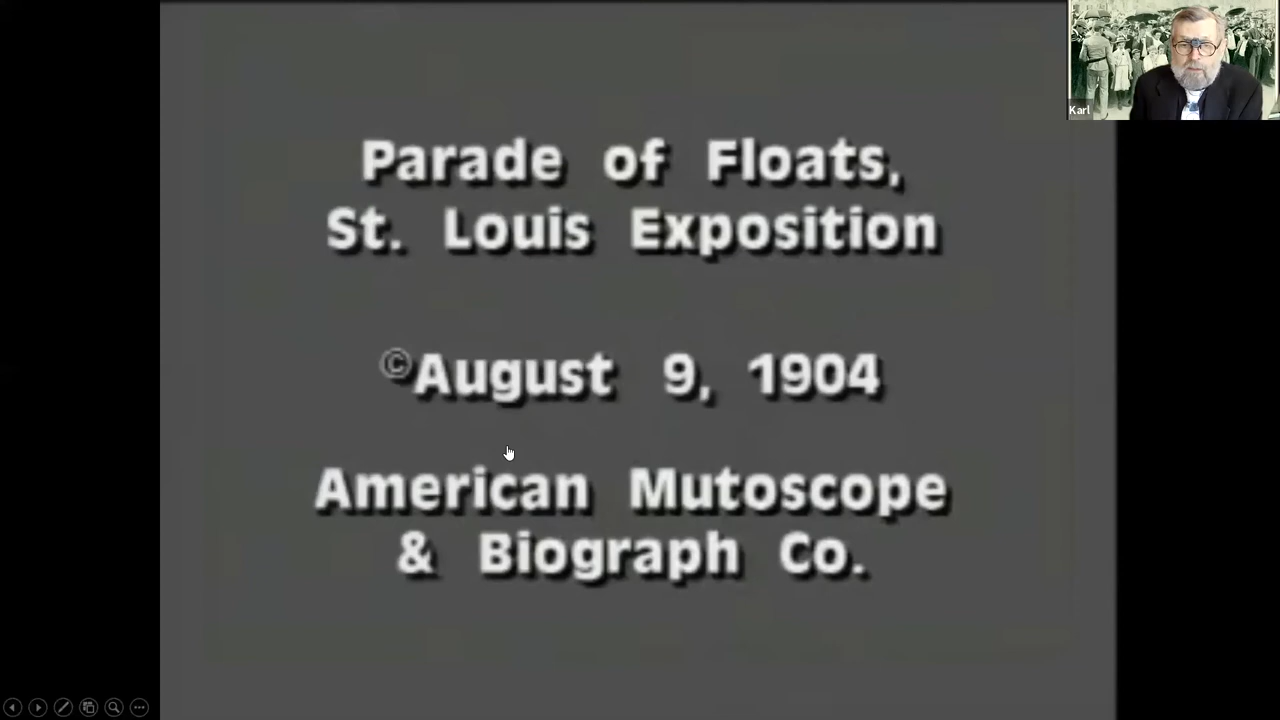 Karl
Parade of Floats,
St. Louis Exposition
©August 9, 1904
American Mutoscope
& Biograph Co.